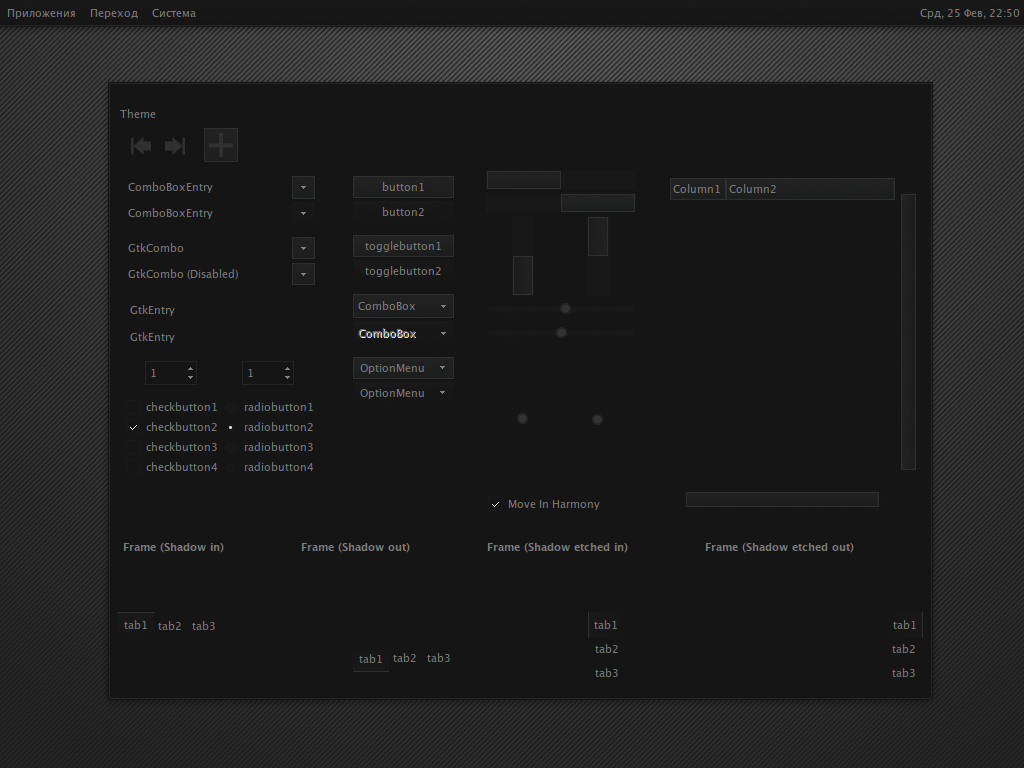 Приложения Переход Система Срд, 25 Фев, 22:50
Theme
ComboBoxEntry
ComboBoxEntry
GtkCombo
GtkCombo (Disabled)
GtkEntry
GtkEntry
1 1
checkbutton1 radiobutton1
checkbutton2 radiobutton2
checkbutton3 radiobutton3
checkbutton4 radiobutton4
button1
button2
togglebutton1
togglebutton2
ComboBox
ComboBox
OptionMenu
OptionMenu
Move In Harmony
Column1 Column2
Frame (Shadow in) Frame (Shadow out) Frame (Shadow etched in) Frame (Shadow etched out)
tab1 tab2 tab3
tab1 tab2 tab3
tab1
tab2
tab3
tab1
tab2
tab3